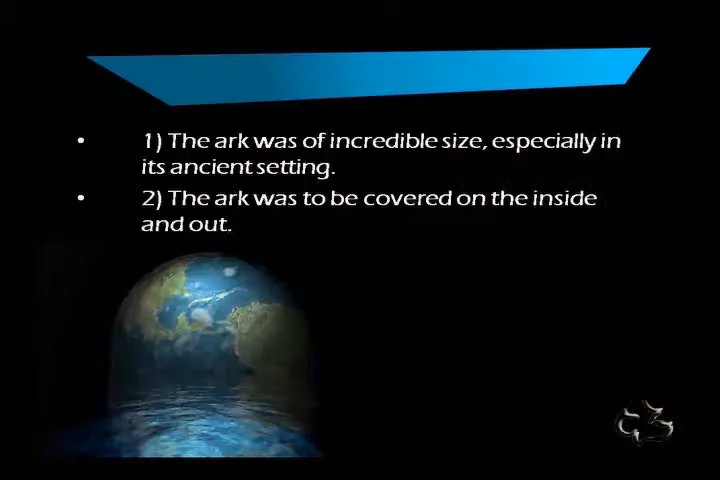 • 1) The ark was of incredible size, especially in
its ancient setting.
• 2) The ark was to be covered on the inside
and out.
c3